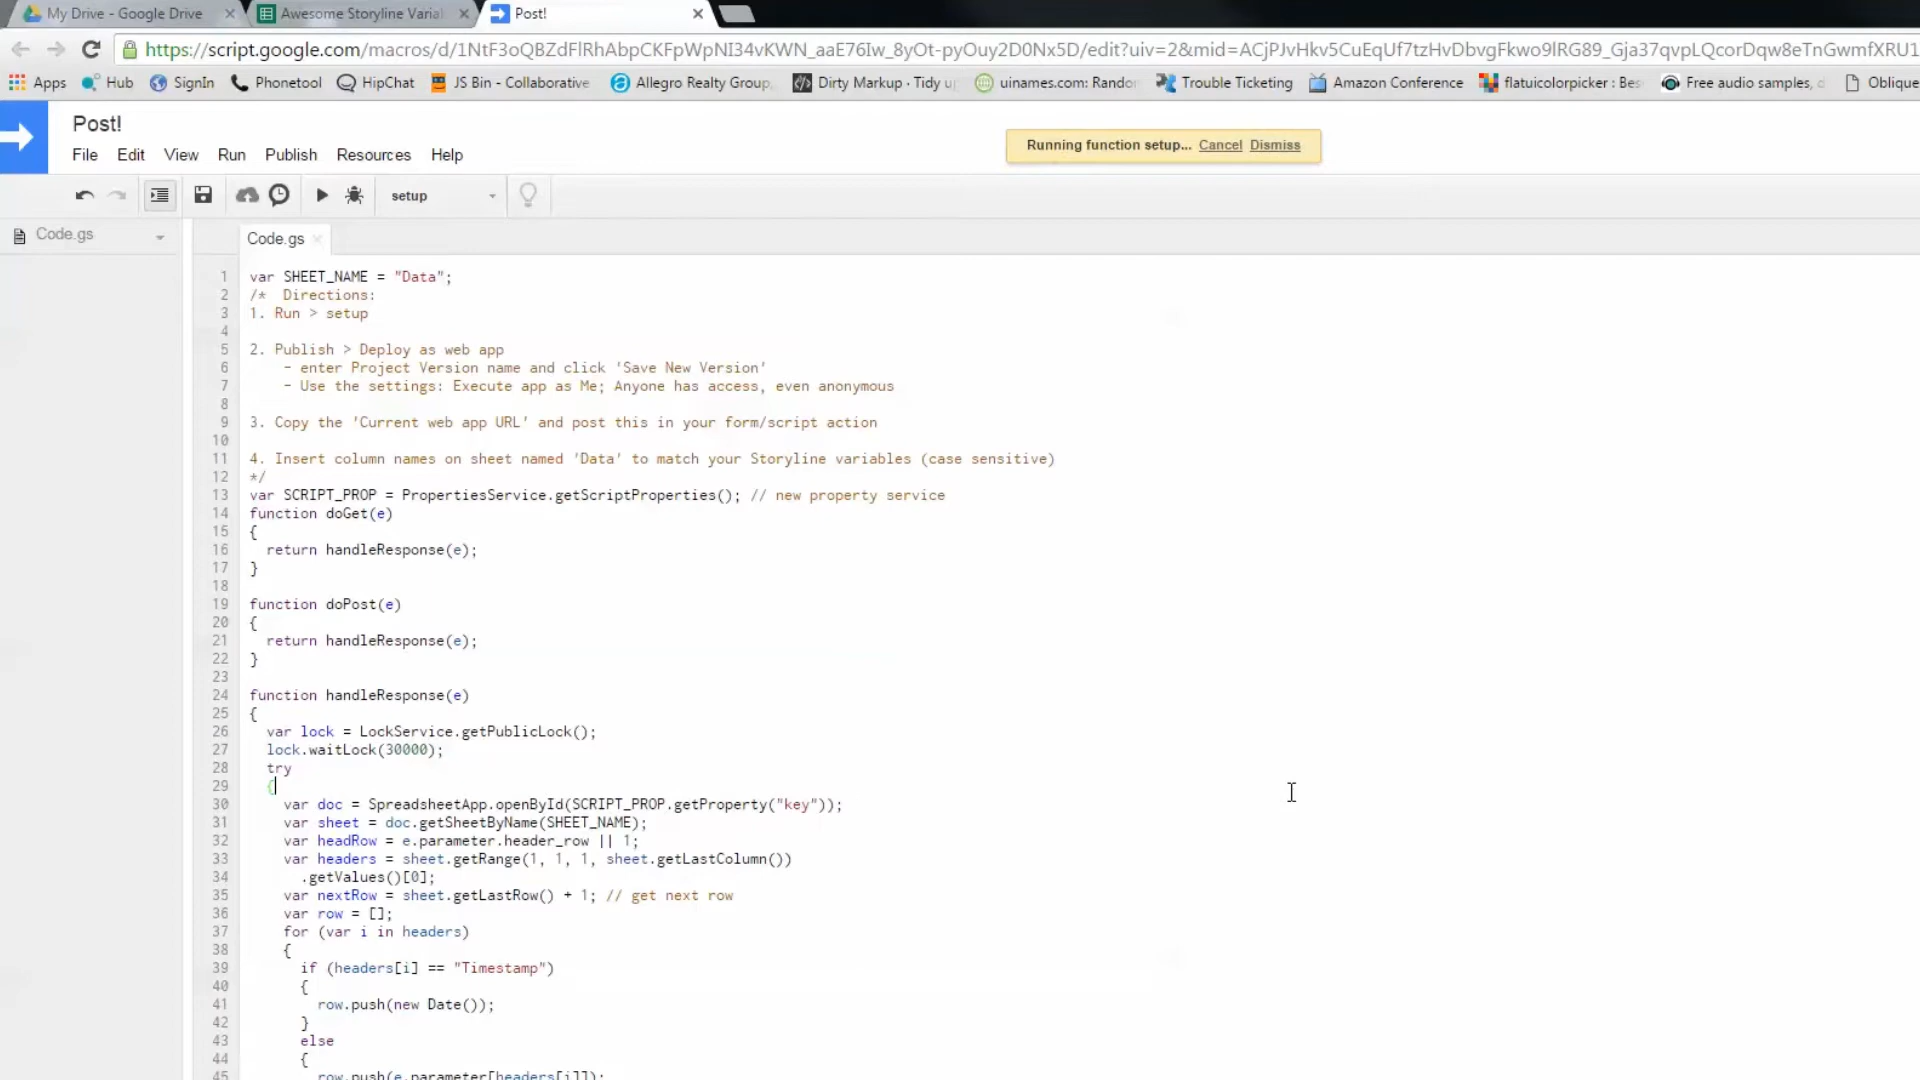 My Drive - Google Drive
Awesome Storyline Varia
Post!
https://script.google.com/macros/d/1NtF3oQBZdFlRhAbpCKFpWpNI34vKWN_aaE76Iw_8yOt-pyOuy2D0Nx5D/edit?uiv=2&mid=ACjPJvHkv5CuEqUf7tzHvDbvgFkwo9lRG89_Gja37qvpLQcorDqw8eTnGwmfXRU1
Apps Hub SignIn Phonetool HipChat JS Bin - Collaborative Allegro Realty Group, Dirty Markup · Tidy u uinames.com: Rando Trouble Ticketing Amazon Conference flatuicolorpicker : Bes Free audio samples, Oblique
Post!
Running function setup... Cancel Dismiss
File Edit View Run Publish Resources Help
setup
Code.gs
Code.gs
1 var SHEET_NAME = "Data";
2 /* Directions:
3 1. Run > setup
4
5 2. Publish > Deploy as web app
6 - enter Project Version name and click 'Save New Version'
7 - Use the settings: Execute app as Me; Anyone has access, even anonymous
8
9 3. Copy the 'Current web app URL' and post this in your form/script action
10
11 4. Insert column names on sheet named 'Data' to match your Storyline variables (case sensitive)
12 */
13 var SCRIPT_PROP = PropertiesService.getScriptProperties(); // new property service
14 function doGet(e)
15 {
16 return handleResponse(e);
17 }
18
19 function doPost(e)
20 {
21 return handleResponse(e);
22 }
23
24 function handleResponse(e)
25 {
26 var lock = LockService.getPublicLock();
27 lock.waitLock(30000);
28 try
29 {
30 var doc = SpreadsheetApp.openById(SCRIPT_PROP.getProperty("key"));
31 var sheet = doc.getSheetByName(SHEET_NAME);
32 var headRow = e.parameter.header_row || 1;
33 var headers = sheet.getRange(1, 1, 1, sheet.getLastColumn())
34 .getValues()[0];
35 var nextRow = sheet.getLastRow() + 1; // get next row
36 var row = [];
37 for (var i in headers)
38 {
39 if (headers[i] == "Timestamp")
40 {
41 row.push(new Date());
42 }
43 else
44 {
45 row.push(e.parameter[headers[i]]);